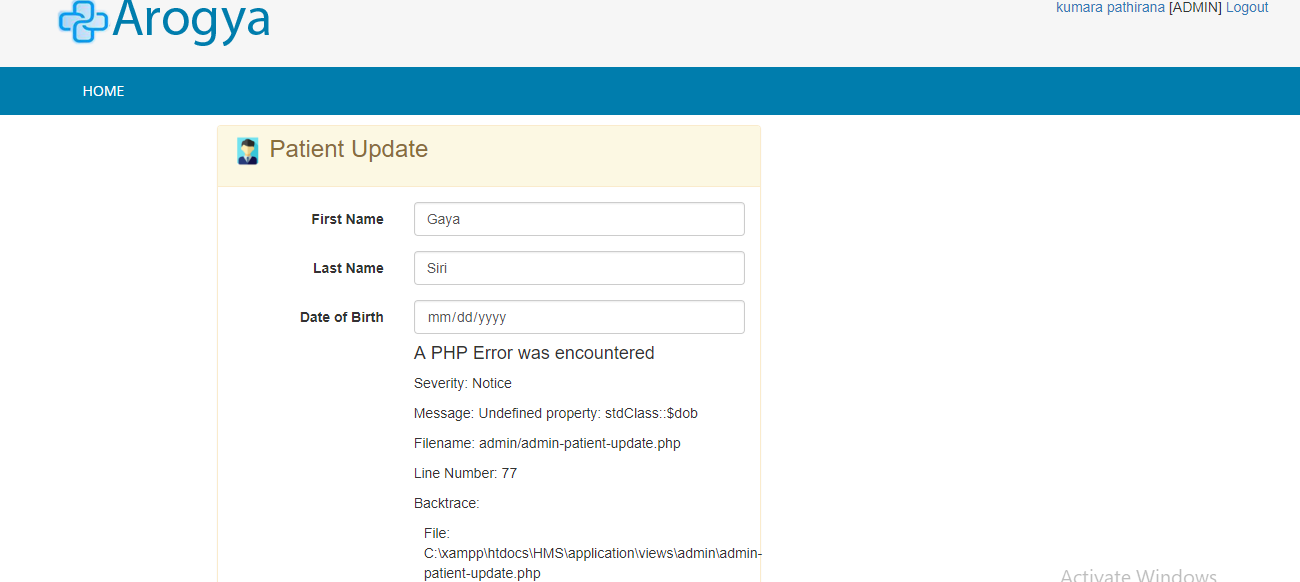 Arogya
kumara pathirana [ADMIN] Logout
HOME
Patient Update
First Name
Gaya
Last Name
Siri
Date of Birth
mm/dd/yyyy
A PHP Error was encountered
Severity: Notice
Message: Undefined property: stdClass::$dob
Filename: admin/admin-patient-update.php
Line Number: 77
Backtrace:
File:
C:\xampp\htdocs\HMS\application\views\admin\admin-
patient-update.php
Activate Windows